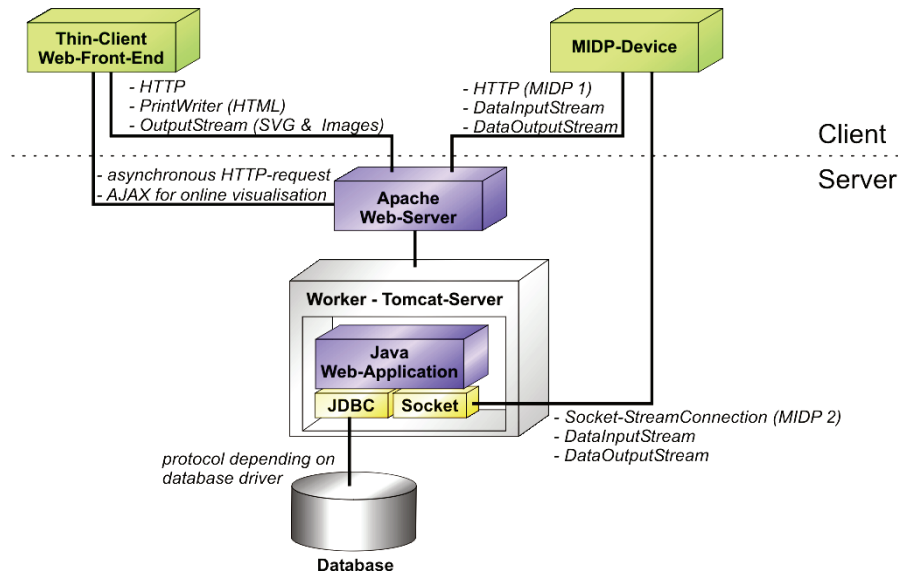 Thin-Client
Web-Front-End
MIDP-Device
- HTTP
- PrintWriter (HTML)
- OutputStream (SVG & Images)
- HTTP (MIDP 1)
- DataInputStream
- DataOutputStream
Client
Server
- asynchronous HTTP-request
- AJAX for online visualisation
Apache
Web-Server
Worker - Tomcat-Server
Java
Web-Application
JDBC
Socket
- Socket-StreamConnection (MIDP 2)
- DataInputStream
- DataOutputStream
protocol depending on
database driver
Database